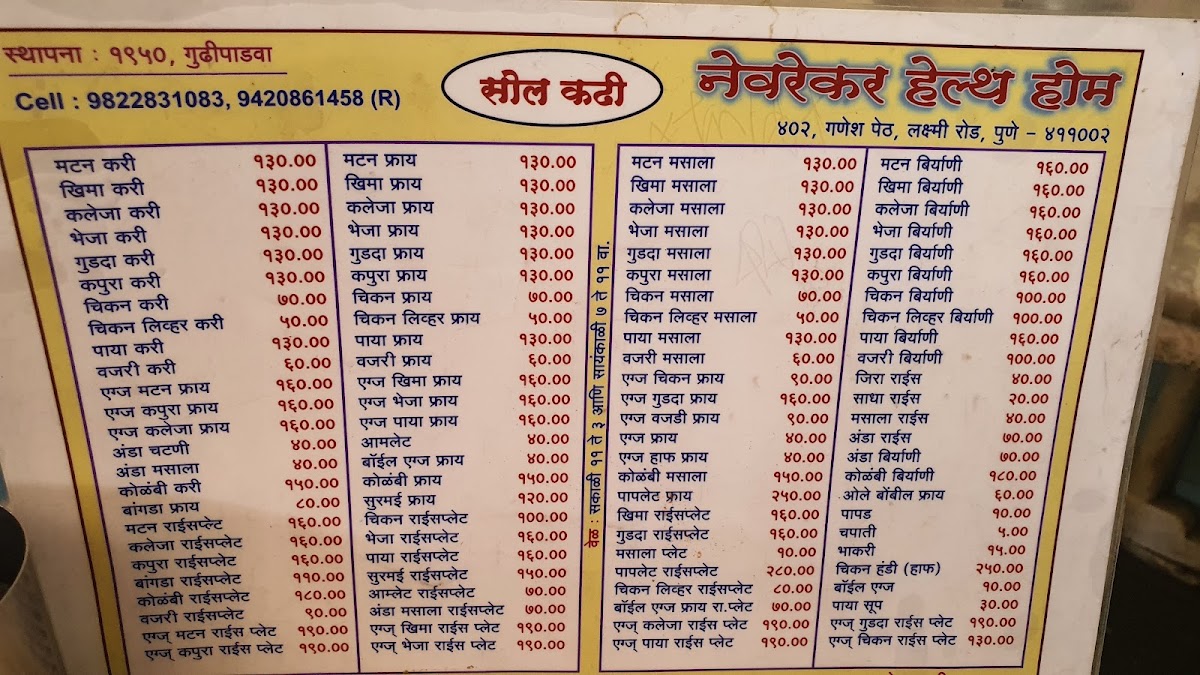 स्थापना : १९५०, गुढीपाडवा
Cell : 9822831083, 9420861458 (R)
सोल कढी
नेवरेकर हेल्थ होम
४०२, गणेश पेठ, लक्ष्मी रोड, पुणे – ४११००२
मटन करी १३०.००
खिमा करी १३०.००
कलेजा करी १३०.००
भेजा करी १३०.००
गुडदा करी १३०.००
कपुरा करी १३०.००
चिकन करी ७०.००
चिकन लिव्हर करी ५०.००
पाया करी १३०.००
वजरी करी ६०.००
एग्ज मटन फ्राय १६०.००
एग्ज कपुरा फ्राय १६०.००
एग्ज कलेजा फ्राय १६०.००
अंडा चटणी ४०.००
अंडा मसाला ४०.००
कोळंबी करी १५०.००
बांगडा फ्राय ८०.००
मटन राईसप्लेट १६०.००
कलेजा राईसप्लेट १६०.००
कपुरा राईसप्लेट १६०.००
बांगडा राईसप्लेट ११०.००
कोळंबी राईसप्लेट १८०.००
वजरी राईसप्लेट ९०.००
एग्ज् मटन राईस प्लेट १९०.००
एग्ज् कपुरा राईस प्लेट १९०.००
मटन फ्राय १३०.००
खिमा फ्राय १३०.००
कलेजा फ्राय १३०.००
भेजा फ्राय १३०.००
गुडदा फ्राय १३०.००
कपुरा फ्राय १३०.००
चिकन फ्राय ७०.००
चिकन लिव्हर फ्राय ५०.००
पाया फ्राय १३०.००
वजरी फ्राय ६०.००
एग्ज खिमा फ्राय १६०.००
एग्ज भेजा फ्राय १६०.००
एग्ज पाया फ्राय १६०.००
आमलेट ४०.००
बॉईल एग्ज फ्राय ४०.००
कोळंबी फ्राय १५०.००
सुरमई फ्राय १२०.००
चिकन राईसप्लेट १००.००
भेजा राईसप्लेट १६०.००
पाया राईसप्लेट १६०.००
सुरमई राईसप्लेट १५०.००
आम्लेट राईसप्लेट ७०.००
अंडा मसाला राईसप्लेट ७०.००
एग्ज् खिमा राईस प्लेट १९०.००
एग्ज् भेजा राईस प्लेट १९०.००
वेळ : सकाळी ११ ते ३ आणि सायंकाळी ७ ते ११ वा.
मटन मसाला १३०.००
खिमा मसाला १३०.००
कलेजा मसाला १३०.००
भेजा मसाला १३०.००
गुडदा मसाला १३०.००
कपुरा मसाला १३०.००
चिकन मसाला ७०.००
चिकन लिव्हर मसाला ५०.००
पाया मसाला १३०.००
वजरी मसाला ६०.००
एग्ज चिकन फ्राय ९०.००
एग्ज गुडदा फ्राय १६०.००
एग्ज वजडी फ्राय ९०.००
एग्ज फ्राय ४०.००
एग्ज हाफ फ्राय ४०.००
कोळंबी मसाला १५०.००
पापलेट फ्राय २५०.००
खिमा राईसप्लेट १६०.००
गुडदा राईसप्लेट १६०.००
मसाला प्लेट १०.००
पापलेट राईसप्लेट २८०.००
चिकन लिव्हर राईसप्लेट ८०.००
बॉईल एग्ज फ्राय रा.प्लेट ७०.००
एग्ज् कलेजा राईस प्लेट १९०.००
एग्ज् पाया राईस प्लेट १९०.००
मटन बिर्याणी १६०.००
खिमा बिर्याणी १६०.००
कलेजा बिर्याणी १६०.००
भेजा बिर्याणी १६०.००
गुडदा बिर्याणी १६०.००
कपुरा बिर्याणी १६०.००
चिकन बिर्याणी १००.००
चिकन लिव्हर बिर्याणी १००.००
पाया बिर्याणी १६०.००
वजरी बिर्याणी १००.००
जिरा राईस ४०.००
साधा राईस २०.००
मसाला राईस ४०.००
अंडा राईस ७०.००
अंडा बिर्याणी ७०.००
कोळंबी बिर्याणी १८०.००
ओले बोंबील फ्राय ६०.००
पापड १०.००
चपाती ५.००
भाकरी १५.००
चिकन हंडी (हाफ) २५०.००
बॉईल एग्ज १०.००
पाया सूप ३०.००
एग्ज् गुडदा राईस प्लेट १९०.००
एग्ज् चिकन राईस प्लेट १३०.००